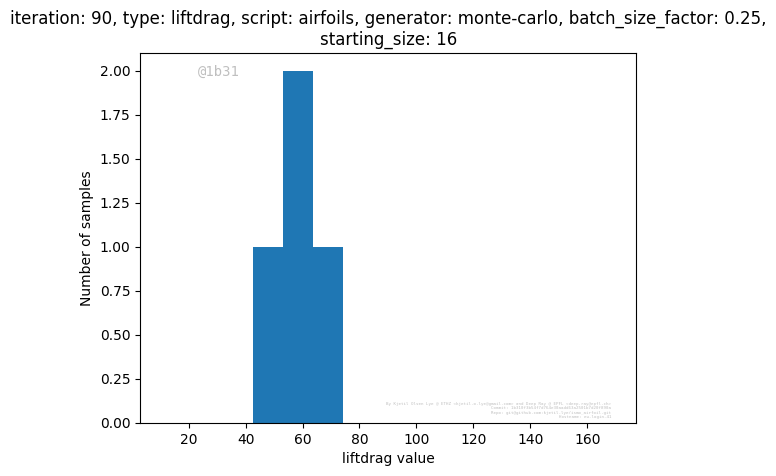 iteration: 90, type: liftdrag, script: airfoils, generator: monte-carlo, batch_size_factor: 0.25,
starting_size: 16
@1b31
2.00
1.75
1.50
1.25
1.00
0.75
0.50
0.25
0.00
Number of samples
20 40 60 80 100 120 140 160
liftdrag value